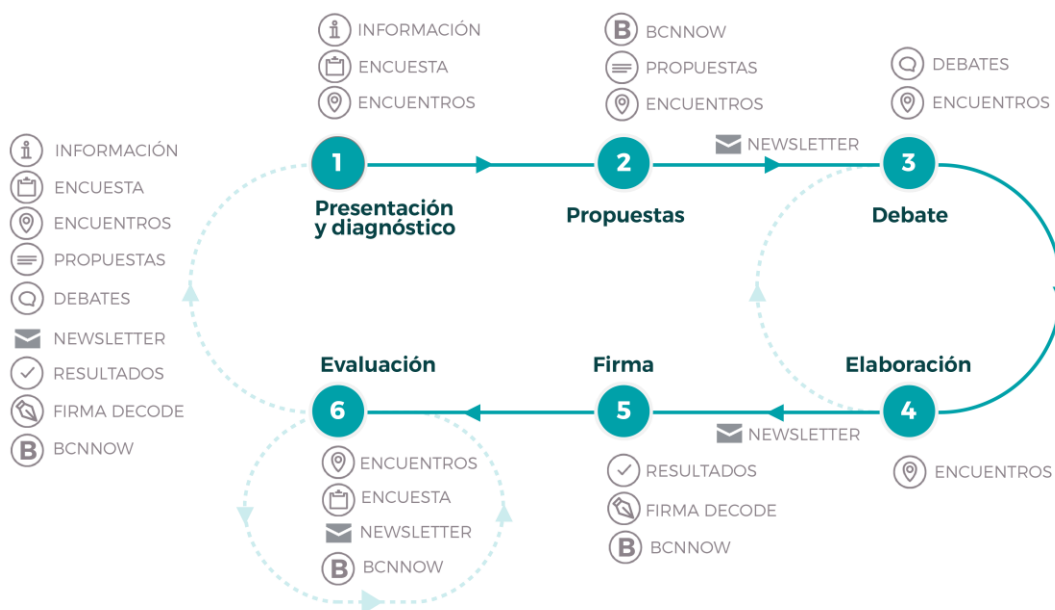 INFORMACIÓN
ENCUESTA
ENCUENTROS
BCNNOW
PROPUESTAS
ENCUENTROS
DEBATES
ENCUENTROS
NEWSLETTER
1
2
3
Presentación
y diagnóstico
Propuestas
Debate
INFORMACIÓN
ENCUESTA
ENCUENTROS
PROPUESTAS
DEBATES
NEWSLETTER
RESULTADOS
FIRMA DECODE
B BCNNOW
Evaluación
Firma
Elaboración
6
5
4
NEWSLETTER
ENCUENTROS
ENCUESTA
NEWSLETTER
B BCNNOW
RESULTADOS
FIRMA DECODE
B BCNNOW
ENCUENTROS